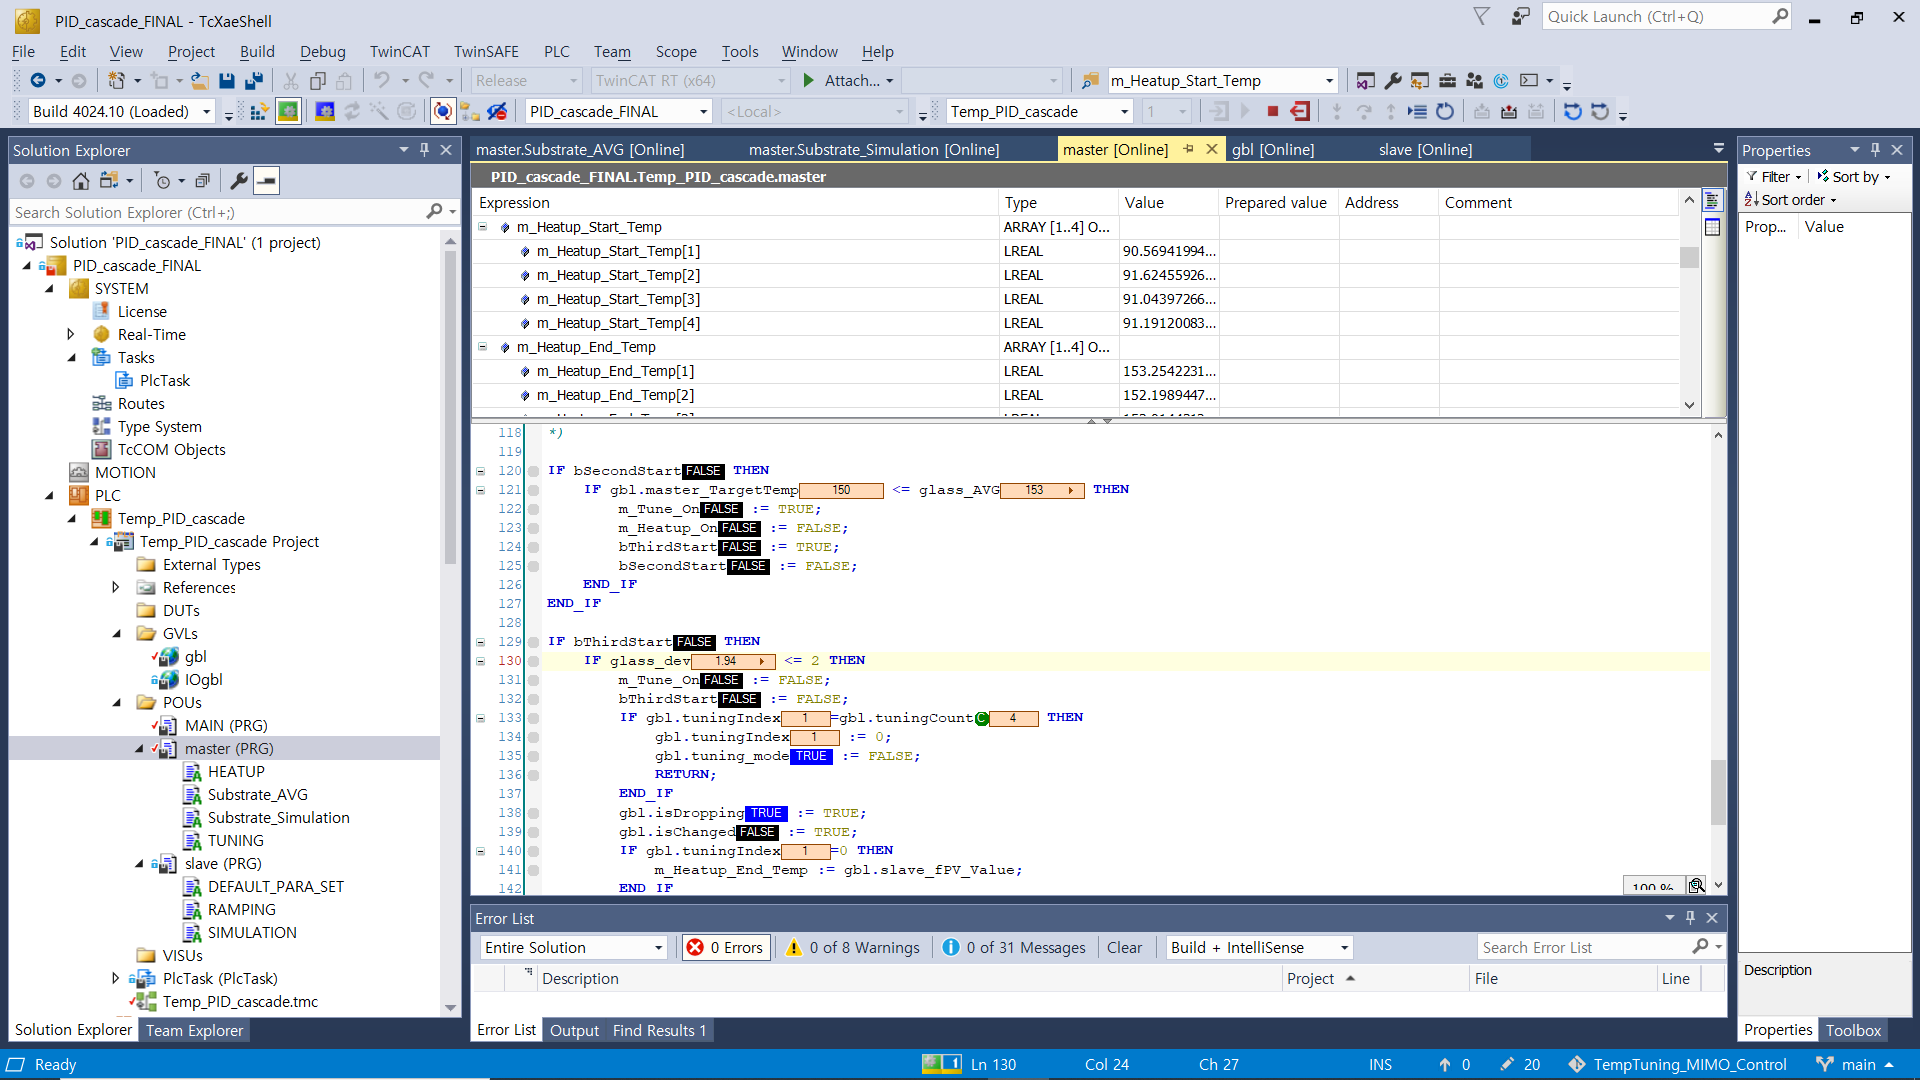 PID_cascade_FINAL - TcXaeShell
Quick Launch (Ctrl+Q)
File Edit View Project Build Debug TwinCAT TwinSAFE PLC Team Scope Tools Window Help
Release TwinCAT RT (x64) Attach... m_Heatup_Start_Temp
Build 4024.10 (Loaded) PID_cascade_FINAL <Local> Temp_PID_cascade 1
Solution Explorer
Search Solution Explorer (Ctrl+;)
Solution 'PID_cascade_FINAL' (1 project)
PID_cascade_FINAL
SYSTEM
License
Real-Time
Tasks
PlcTask
Routes
Type System
TcCOM Objects
MOTION
PLC
Temp_PID_cascade
Temp_PID_cascade Project
External Types
References
DUTs
GVLs
gbl
IOgbl
POUs
MAIN (PRG)
master (PRG)
HEATUP
Substrate_AVG
Substrate_Simulation
TUNING
slave (PRG)
DEFAULT_PARA_SET
RAMPING
SIMULATION
VISUs
PlcTask (PlcTask)
Temp_PID_cascade.tmc
Solution Explorer Team Explorer
master.Substrate_AVG [Online] master.Substrate_Simulation [Online] master [Online] gbl [Online] slave [Online]
PID_cascade_FINAL.Temp_PID_cascade.master
Expression Type Value Prepared value Address Comment
m_Heatup_Start_Temp ARRAY [1..4] O...
m_Heatup_Start_Temp[1] LREAL 90.56941994...
m_Heatup_Start_Temp[2] LREAL 91.62455926...
m_Heatup_Start_Temp[3] LREAL 91.04397266...
m_Heatup_Start_Temp[4] LREAL 91.19120083...
m_Heatup_End_Temp ARRAY [1..4] O...
m_Heatup_End_Temp[1] LREAL 153.2542231...
m_Heatup_End_Temp[2] LREAL 152.1989447...
118 *)
119
120 IF bSecondStart FALSE THEN
121 IF gbl.master_TargetTemp 150 <= glass_AVG 153 THEN
122 m_Tune_On FALSE := TRUE;
123 m_Heatup_On FALSE := FALSE;
124 bThirdStart FALSE := TRUE;
125 bSecondStart FALSE := FALSE;
126 END_IF
127 END_IF
128
129 IF bThirdStart FALSE THEN
130 IF glass_dev 1.94 <= 2 THEN
131 m_Tune_On FALSE := FALSE;
132 bThirdStart FALSE := FALSE;
133 IF gbl.tuningIndex 1 =gbl.tuningCount C 4 THEN
134 gbl.tuningIndex 1 := 0;
135 gbl.tuning_mode TRUE := FALSE;
136 RETURN;
137 END_IF
138 gbl.isDropping TRUE := TRUE;
139 gbl.isChanged FALSE := TRUE;
140 IF gbl.tuningIndex 1 =0 THEN
141 m_Heatup_End_Temp := gbl.slave_fPV_Value;
142 END_IF
100 %
Error List
Entire Solution 0 Errors 0 of 8 Warnings 0 of 31 Messages Clear Build + IntelliSense Search Error List
Description Project File Line
Error List Output Find Results 1
Properties
Filter Sort by
Sort order
Prop... Value
Description
Properties Toolbox
Ready 1 Ln 130 Col 24 Ch 27 INS 0 20 TempTuning_MIMO_Control main